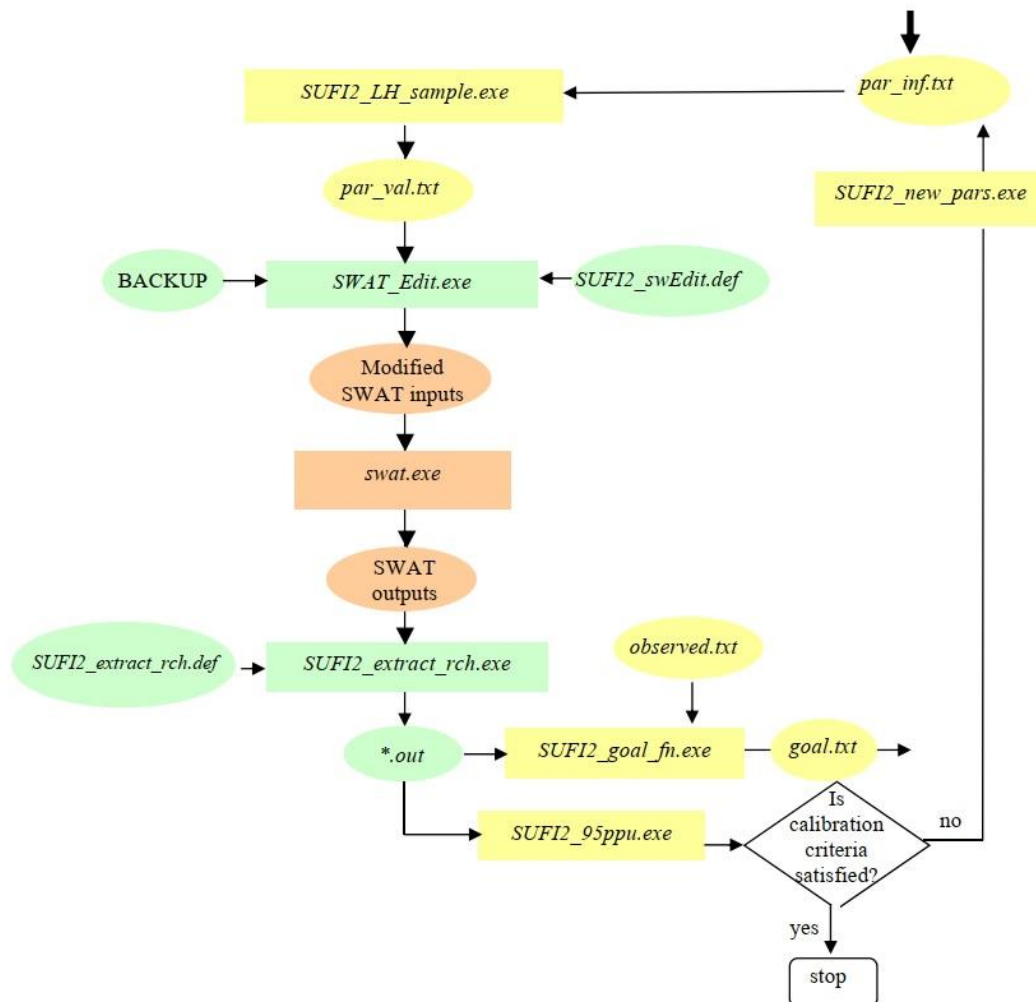 par_inf.txt
SUFI2_LH_sample.exe
par_val.txt
SUFI2_new_pars.exe
BACKUP
SWAT_Edit.exe
SUFI2_swEdit.def
Modified
SWAT inputs
swat.exe
SWAT
outputs
SUFI2_extract_rch.def
SUFI2_extract_rch.exe
observed.txt
*.out
SUFI2_goal_fn.exe
goal.txt
SUFI2_95ppu.exe
Is
calibration
criteria
satisfied?
no
yes
stop